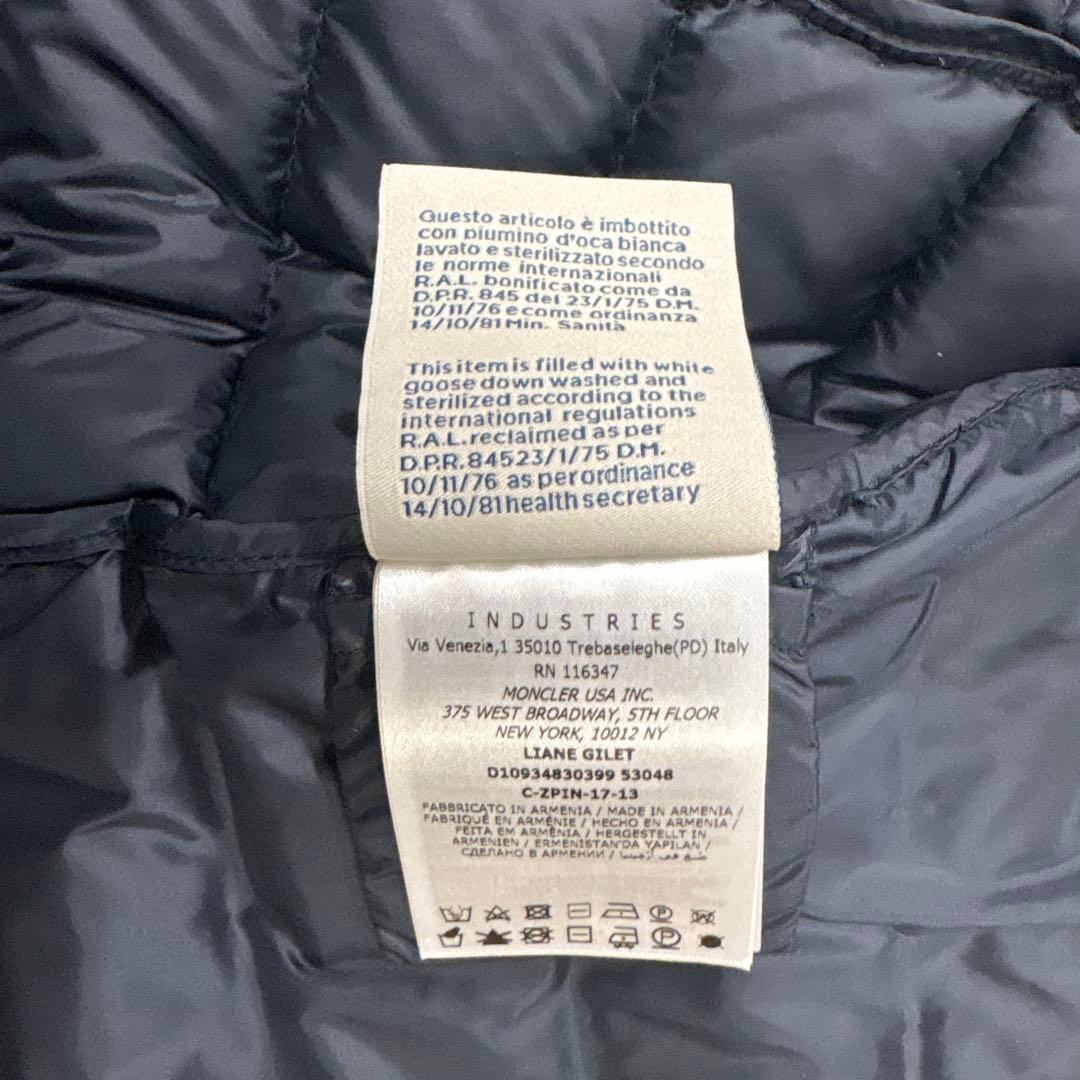 Questo articolo è imbottito
con piumino d'oca bianca
lavato e sterilizzato secondo
le norme internazionali
R.A.L. bonificato come da
D.P.R. 845 del 23/1/75 D.M.
10/11/76 e come ordinanza
14/10/81 Min. Sanità
This item is filled with white
goose down washed and
sterilized according to the
international regulations
R.A.L. reclaimed as per
D.P.R. 84523/1/75 D.M.
10/11/76 as per ordinance
14/10/81 health secretary
INDUSTRIES
Via Venezia,1 35010 Trebaseleghe(PD) Italy
RN 116347
MONCLER USA INC.
375 WEST BROADWAY, 5TH FLOOR
NEW YORK, 10012 NY
LIANE GILET
D10934830399 53048
C-ZPIN-17-13
FABBRICATO IN ARMENIA / MADE IN ARMENIA /
FABRIQUÉ EN ARMÉNIE / HECHO EN ARMENIA /
FEITA EM ARMÊNIA / HERGESTELLT IN
ARMENIEN / ERMENISTAN'DA YAPILAN /
СДЕЛАНО В АРМЕНИИ / صنع في أرمينيا